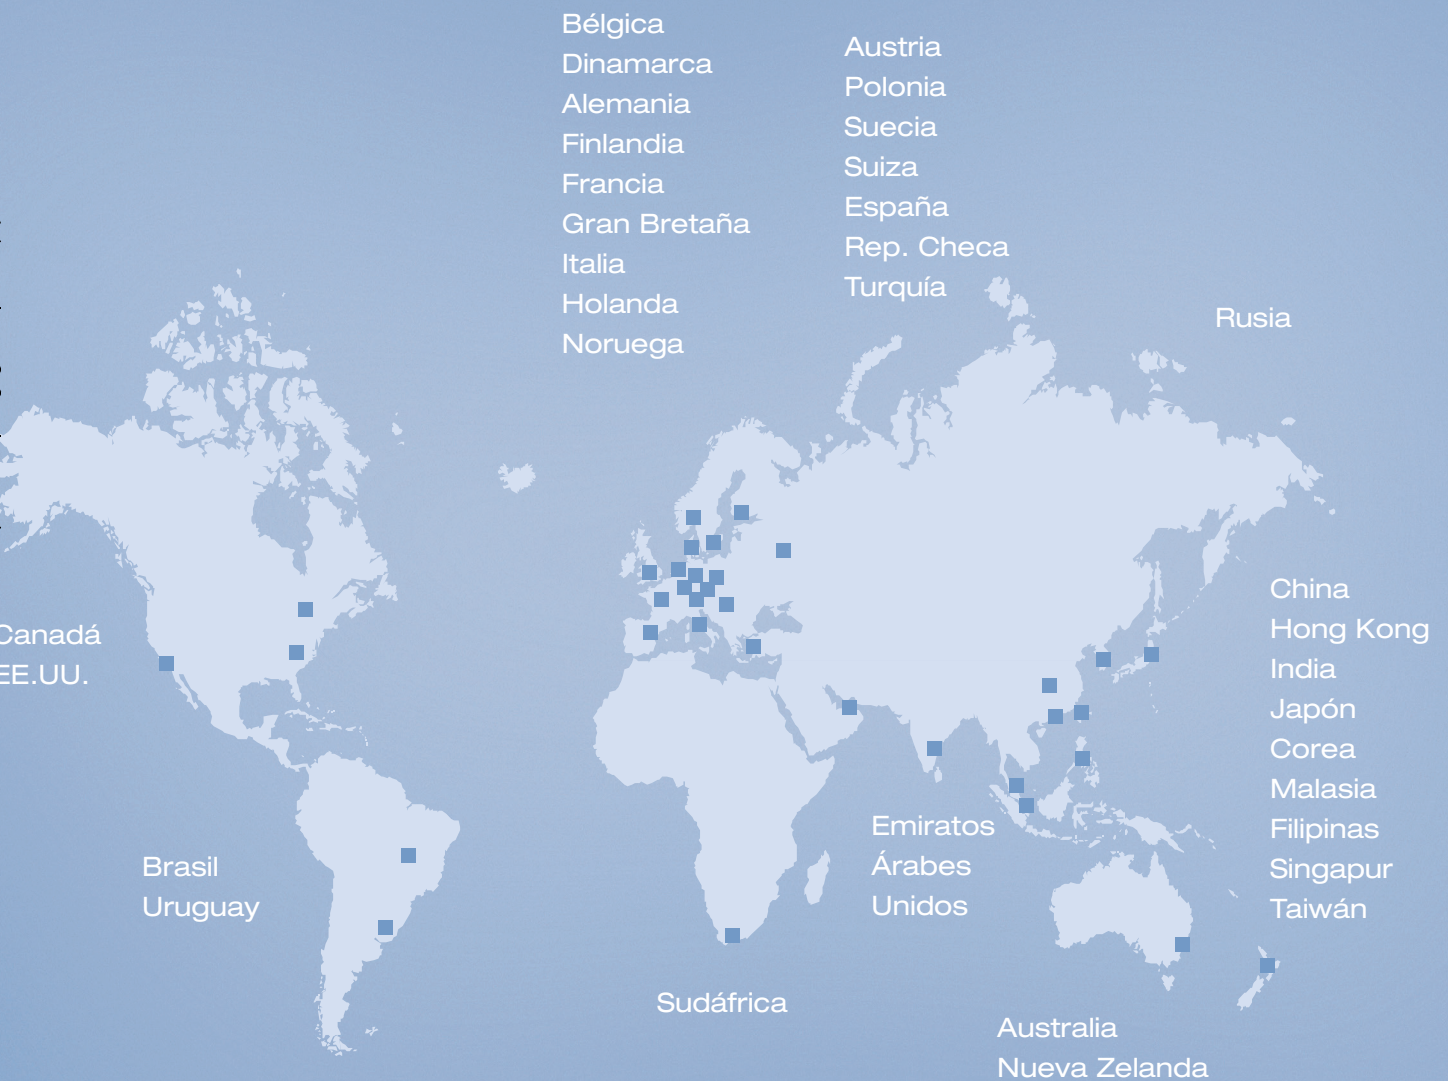 Bélgica
Dinamarca
Alemania
Finlandia
Francia
Gran Bretaña
Italia
Holanda
Noruega
Austria
Polonia
Suecia
Suiza
España
Rep. Checa
Turquía
Rusia
Canadá
EE.UU.
China
Hong Kong
India
Japón
Corea
Malasia
Filipinas
Singapur
Taiwán
Brasil
Uruguay
Emiratos
Árabes
Unidos
Sudáfrica
Australia
Nueva Zelanda